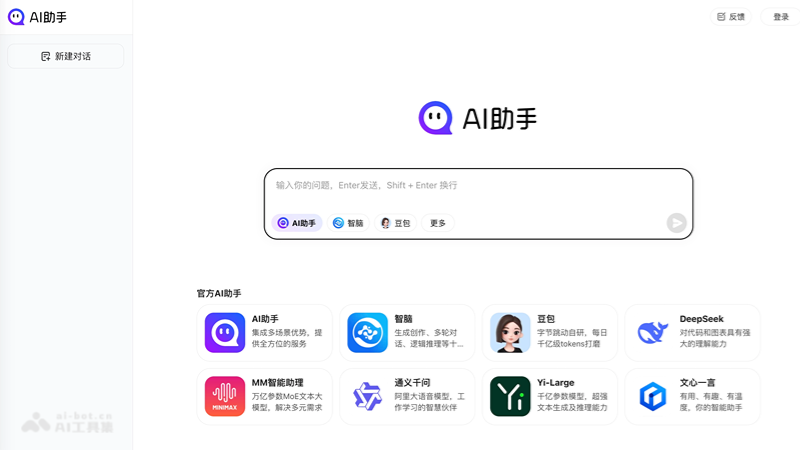 AI助手
反馈
登录
新建对话
AI助手
输入你的问题，Enter发送，Shift + Enter 换行
AI助手
智脑
豆包
更多
官方AI助手
AI助手
集成多场景优势，提
供全方位的服务
智脑
生成创作、多轮对
话、逻辑推理等十...
豆包
字节跳动自研，每日
千亿级tokens打磨
DeepSeek
对代码和图表具有强
大的理解能力
MINIMAX
MM智能助理
万亿参数MoE文本大
模型，解决多元需求
通义千问
阿里大语音模型，工
作学习的智慧伙伴
Yi
Yi-Large
千亿参数模型，超强
文本生成及推理能力
文心一言
有用、有趣、有温
度，你的智能助手
ai-bot.cn
AI工具集